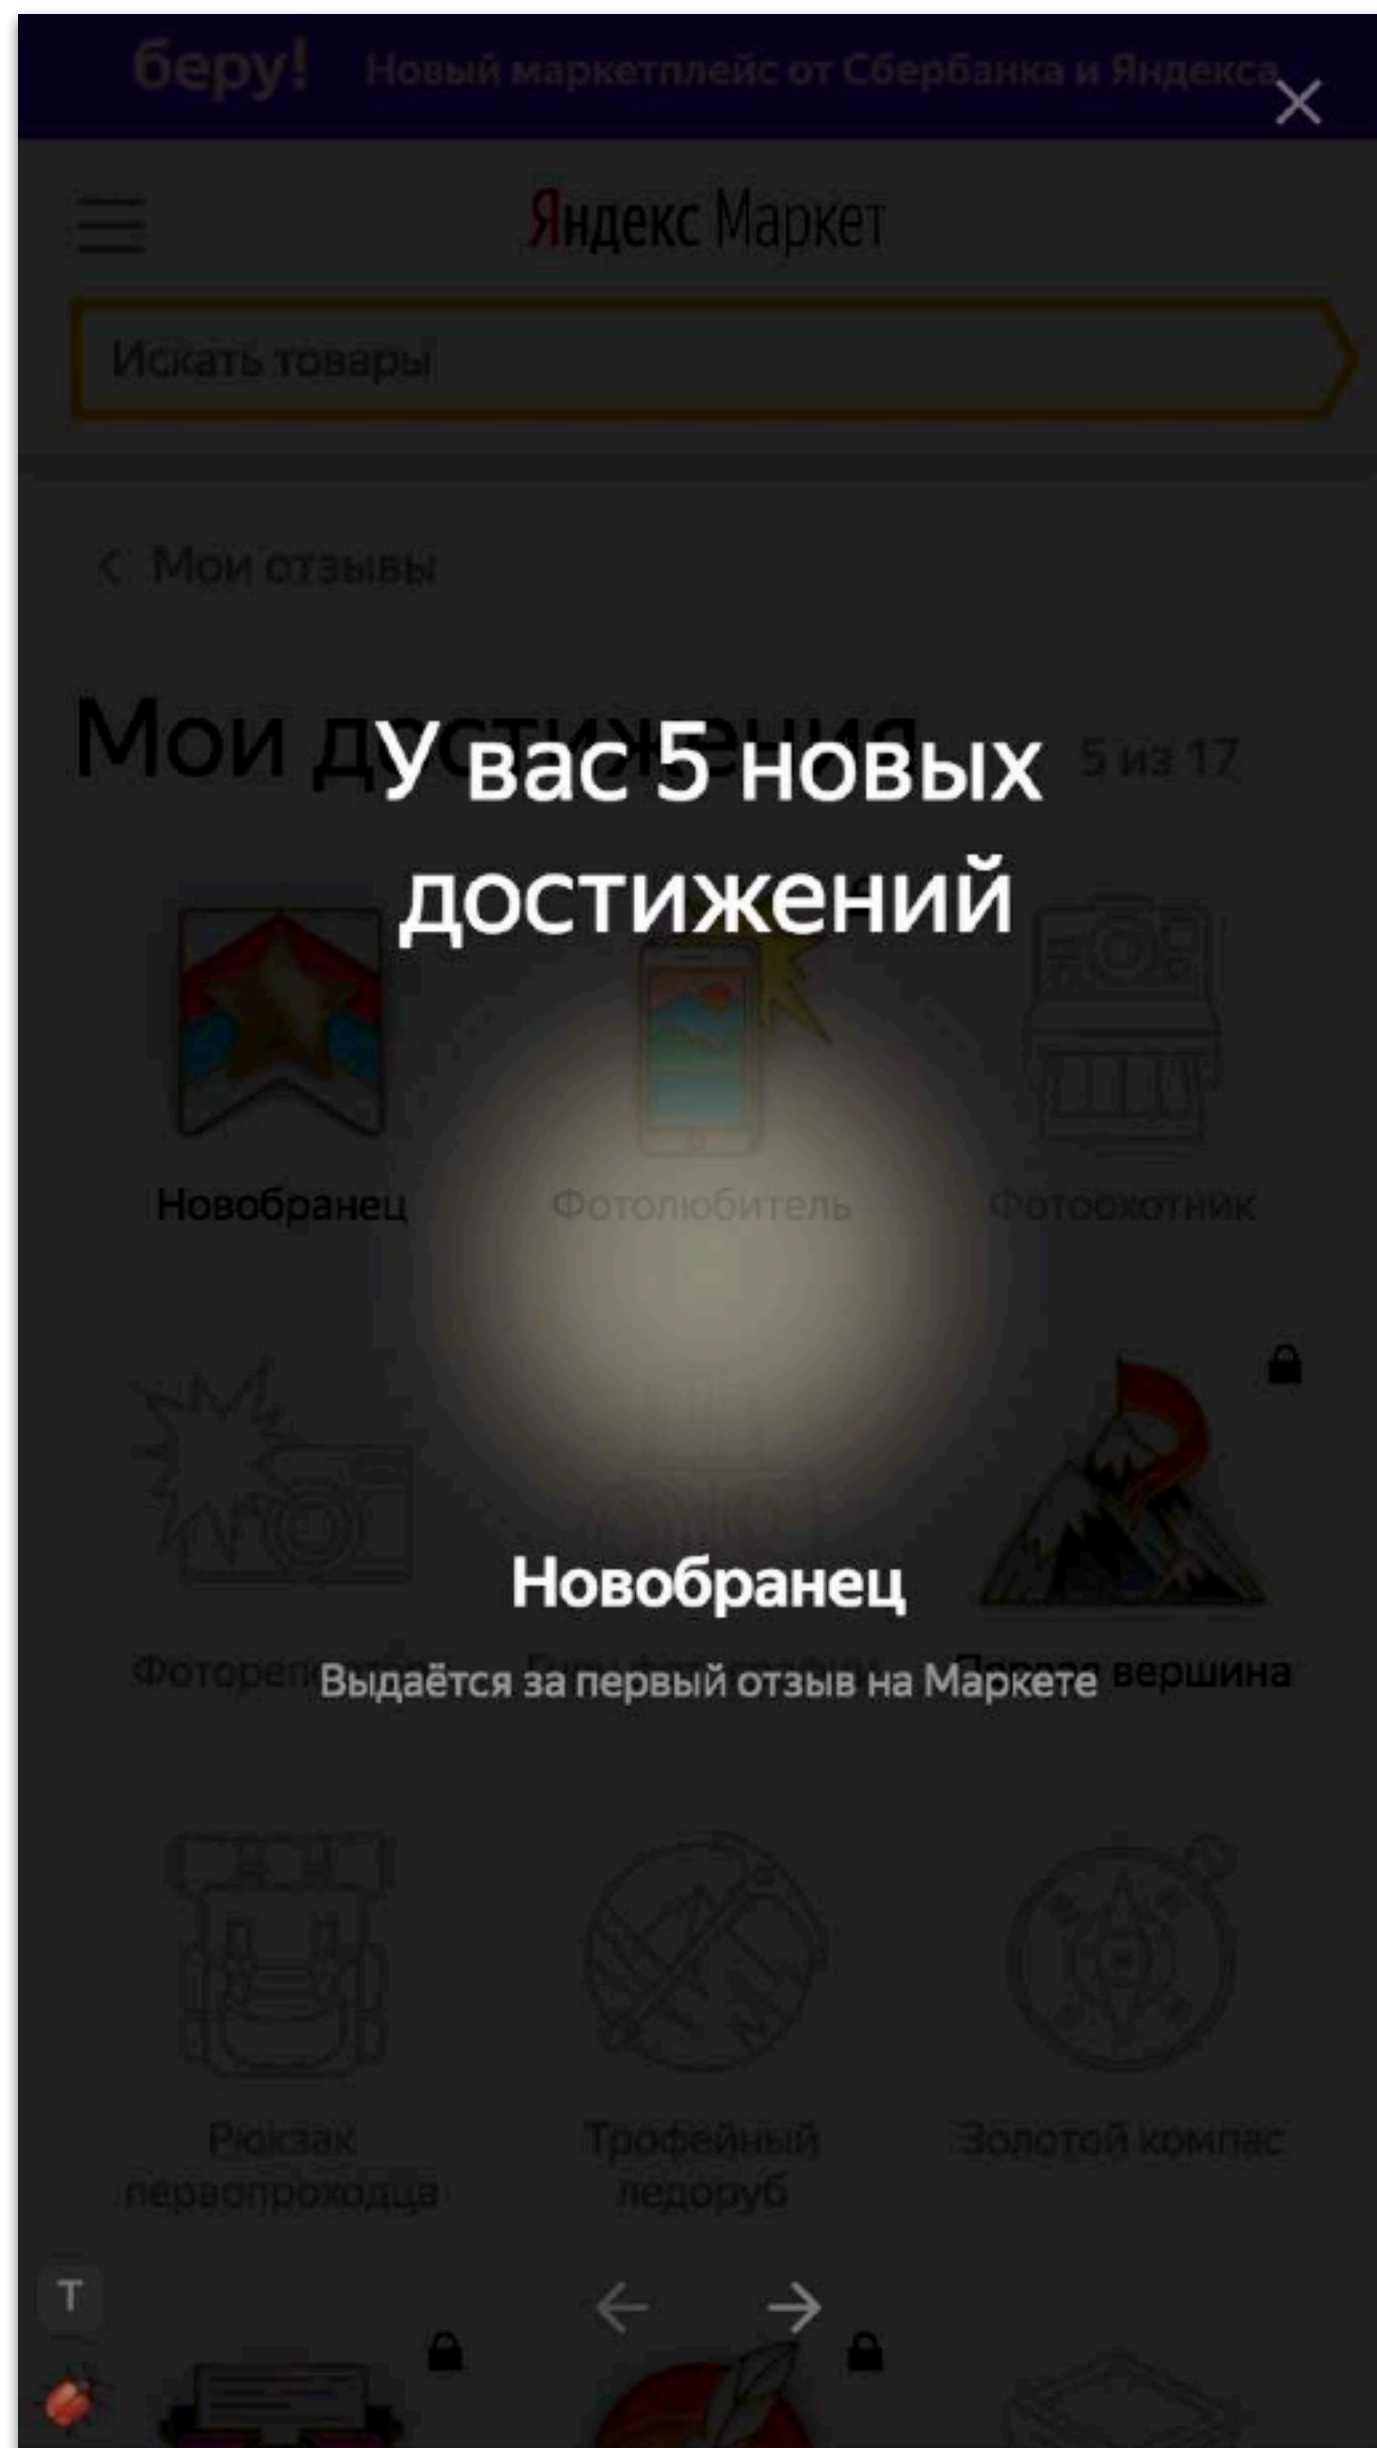 беру! Новый маркетплейс от Сбербанка и Яндекса
Яндекс Маркет
Искать товары
Мои отзывы
Мои достижения 5 из 17
У вас 5 новых
достижений
Новобранец Фотолюбитель Фотоохотник
Новобранец
вершина
Выдаётся за первый отзыв на Маркете
Рюкзак Трофейный Золотой компас
первопроходца ледоруб
T